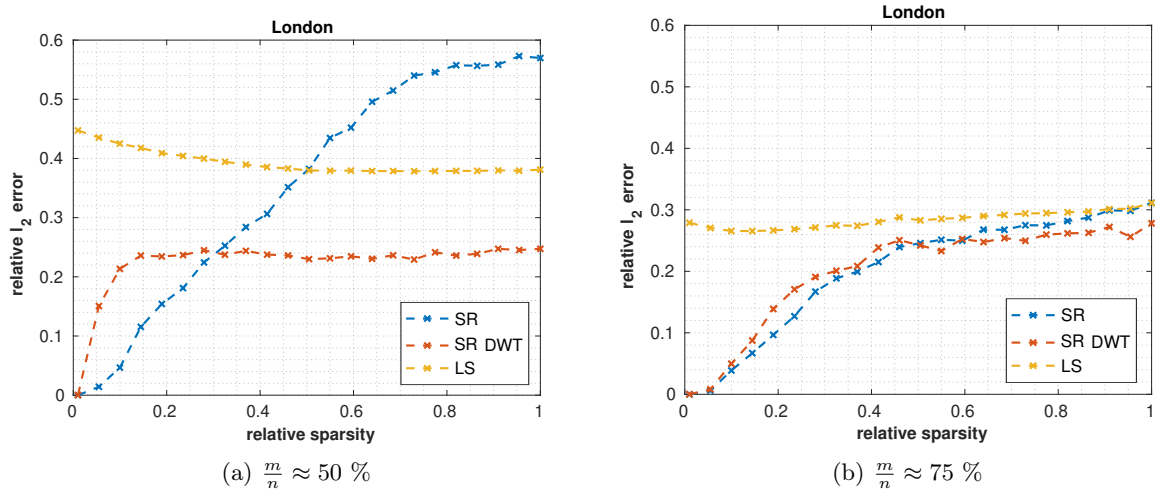 London
0.6
0.5
0.4
0.3
0.2
0.1
0
relative l2 error
0 0.2 0.4 0.6 0.8 1
relative sparsity
SR
SR DWT
LS
(a) m/n ≈ 50 %
London
0.6
0.5
0.4
0.3
0.2
0.1
0
relative l2 error
0 0.2 0.4 0.6 0.8 1
relative sparsity
SR
SR DWT
LS
(b) m/n ≈ 75 %